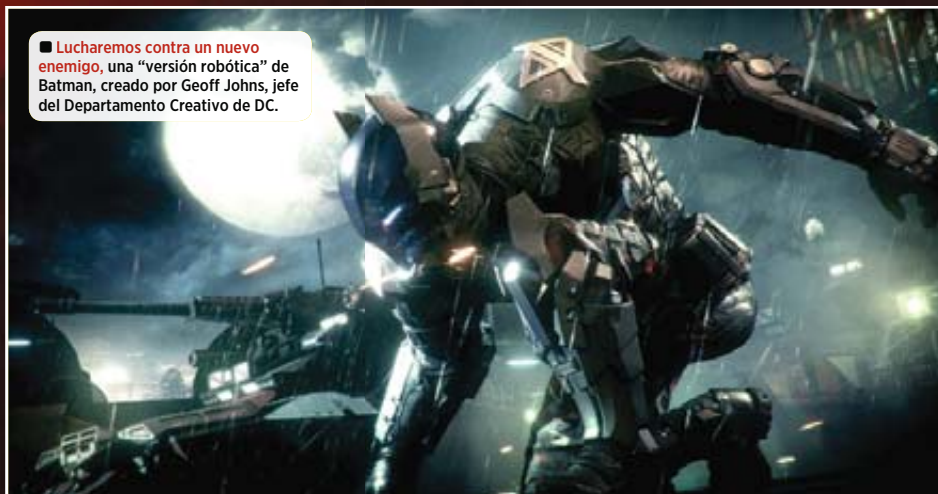 ■ Lucharemos contra un nuevo
enemigo, una “versión robótica” de
Batman, creado por Geoff Johns, jefe
del Departamento Creativo de DC.